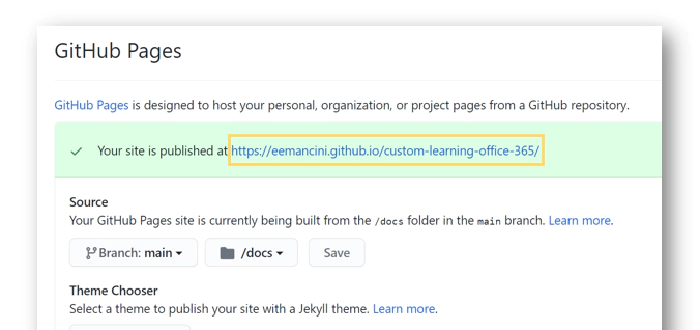 GitHub Pages
GitHub Pages is designed to host your personal, organization, or project pages from a GitHub repository.
Your site is published at https://eemancini.github.io/custom-learning-office-365/
Source
Your GitHub Pages site is currently being built from the /docs folder in the main branch. Learn more.
Branch: main /docs Save
Theme Chooser
Select a theme to publish your site with a Jekyll theme. Learn more.